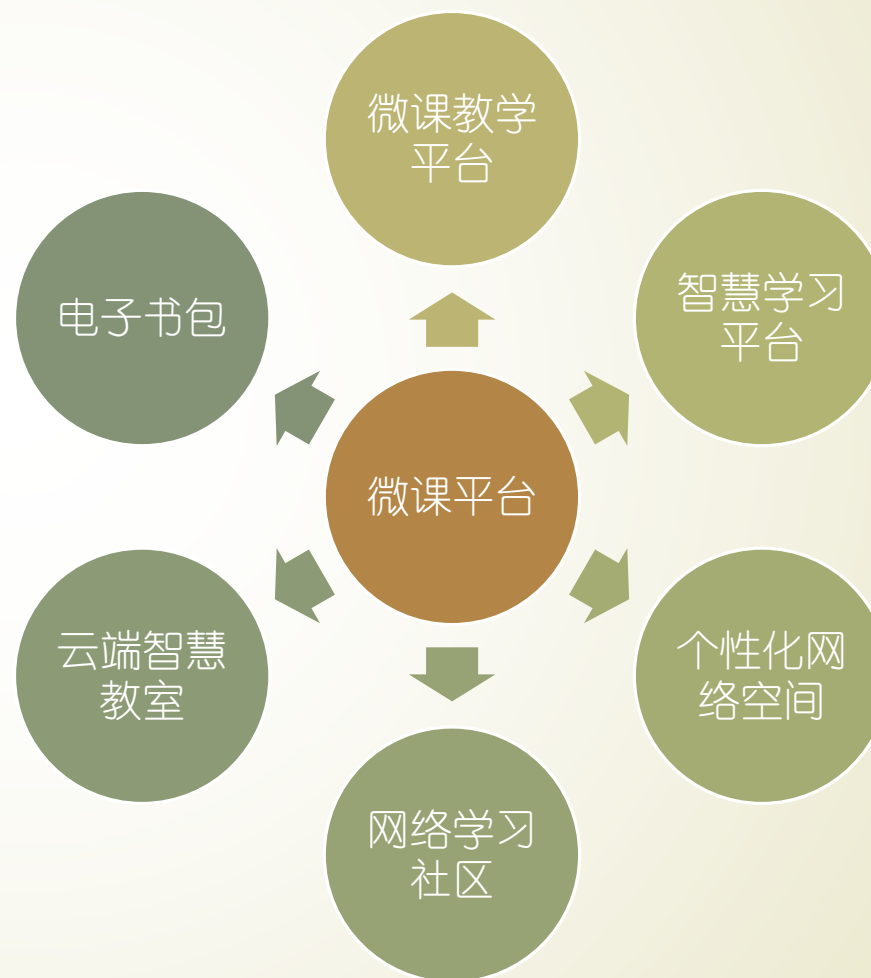 微课教学
平台
智慧学习
平台
个性化网
络空间
网络学习
社区
云端智慧
教室
电子书包
微课平台